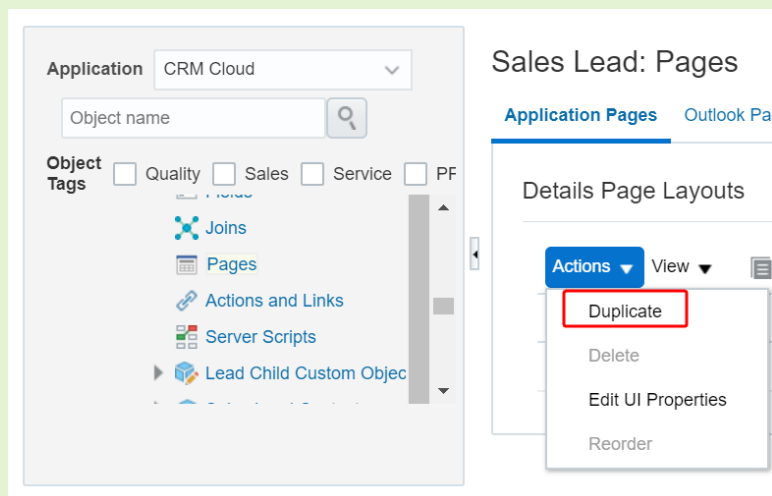 Application CRM Cloud
Object name
Object Tags Quality Sales Service PF
Fields
Joins
Pages
Actions and Links
Server Scripts
Lead Child Custom Objec
Sales Lead: Pages
Application Pages Outlook Pa
Details Page Layouts
Actions View
Duplicate
Delete
Edit UI Properties
Reorder